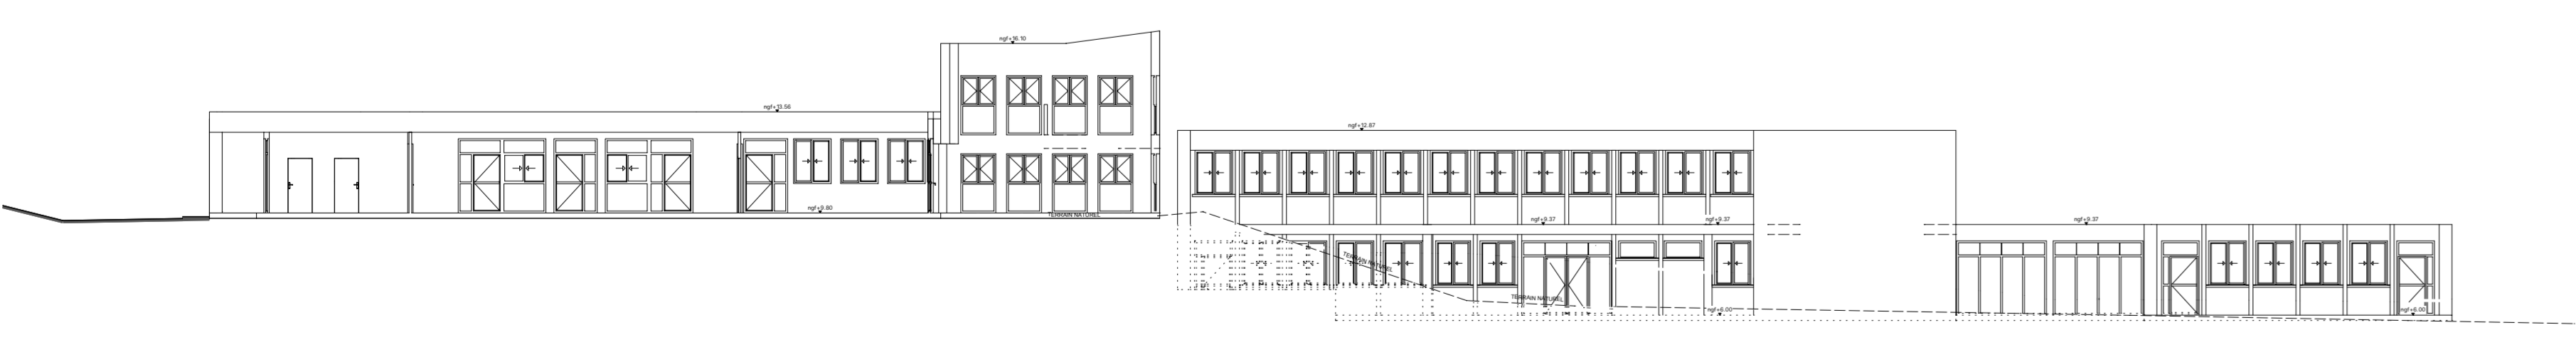 ngf+16.10
ngf+13.56
ngf+12.87
ngf+9.80
TERRAIN NATUREL
ngf+9.37
ngf+9.37
ngf+9.37
TERRAIN NATUREL
TERRAIN NATUREL
ngf+6.00
ngf+6.00